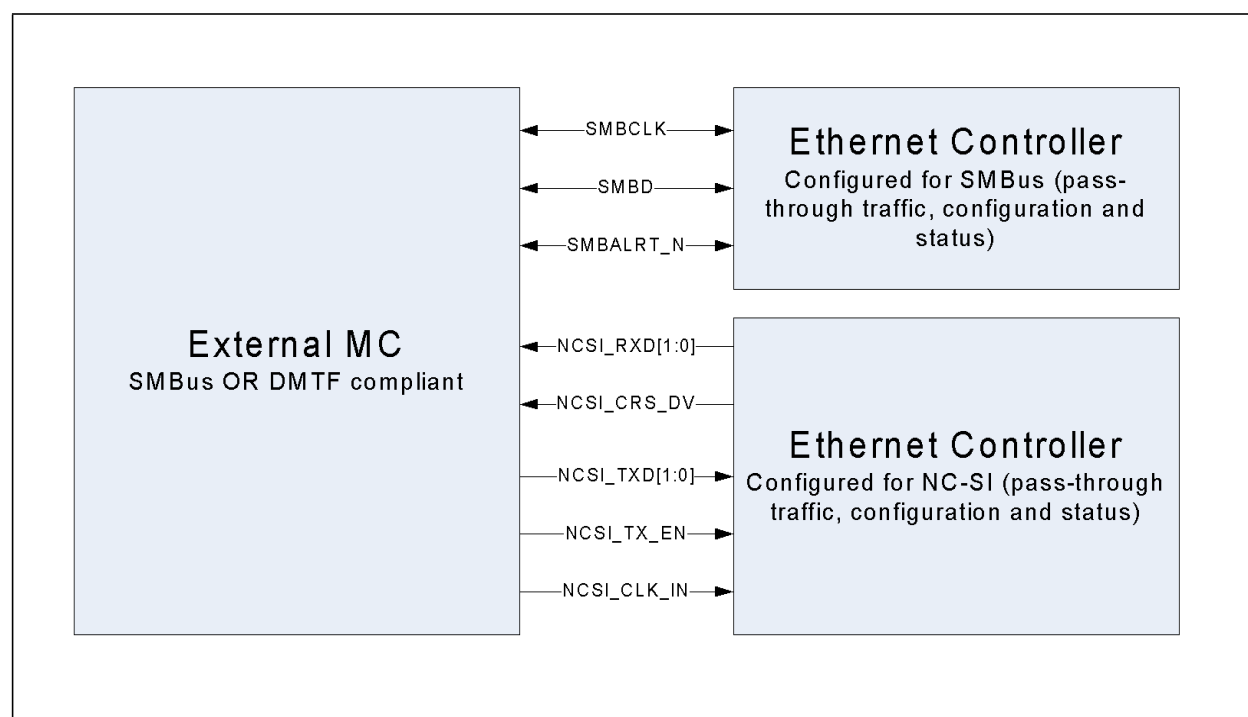 External MC
SMBus OR DMTF compliant
SMBCLK
SMBD
SMBALRT_N
NCSI_RXD[1:0]
NCSI_CRS_DV
NCSI_TXD[1:0]
NCSI_TX_EN
NCSI_CLK_IN
Ethernet Controller
Configured for SMBus (pass-
through traffic, configuration and
status)
Ethernet Controller
Configured for NC-SI (pass-through
traffic, configuration and status)